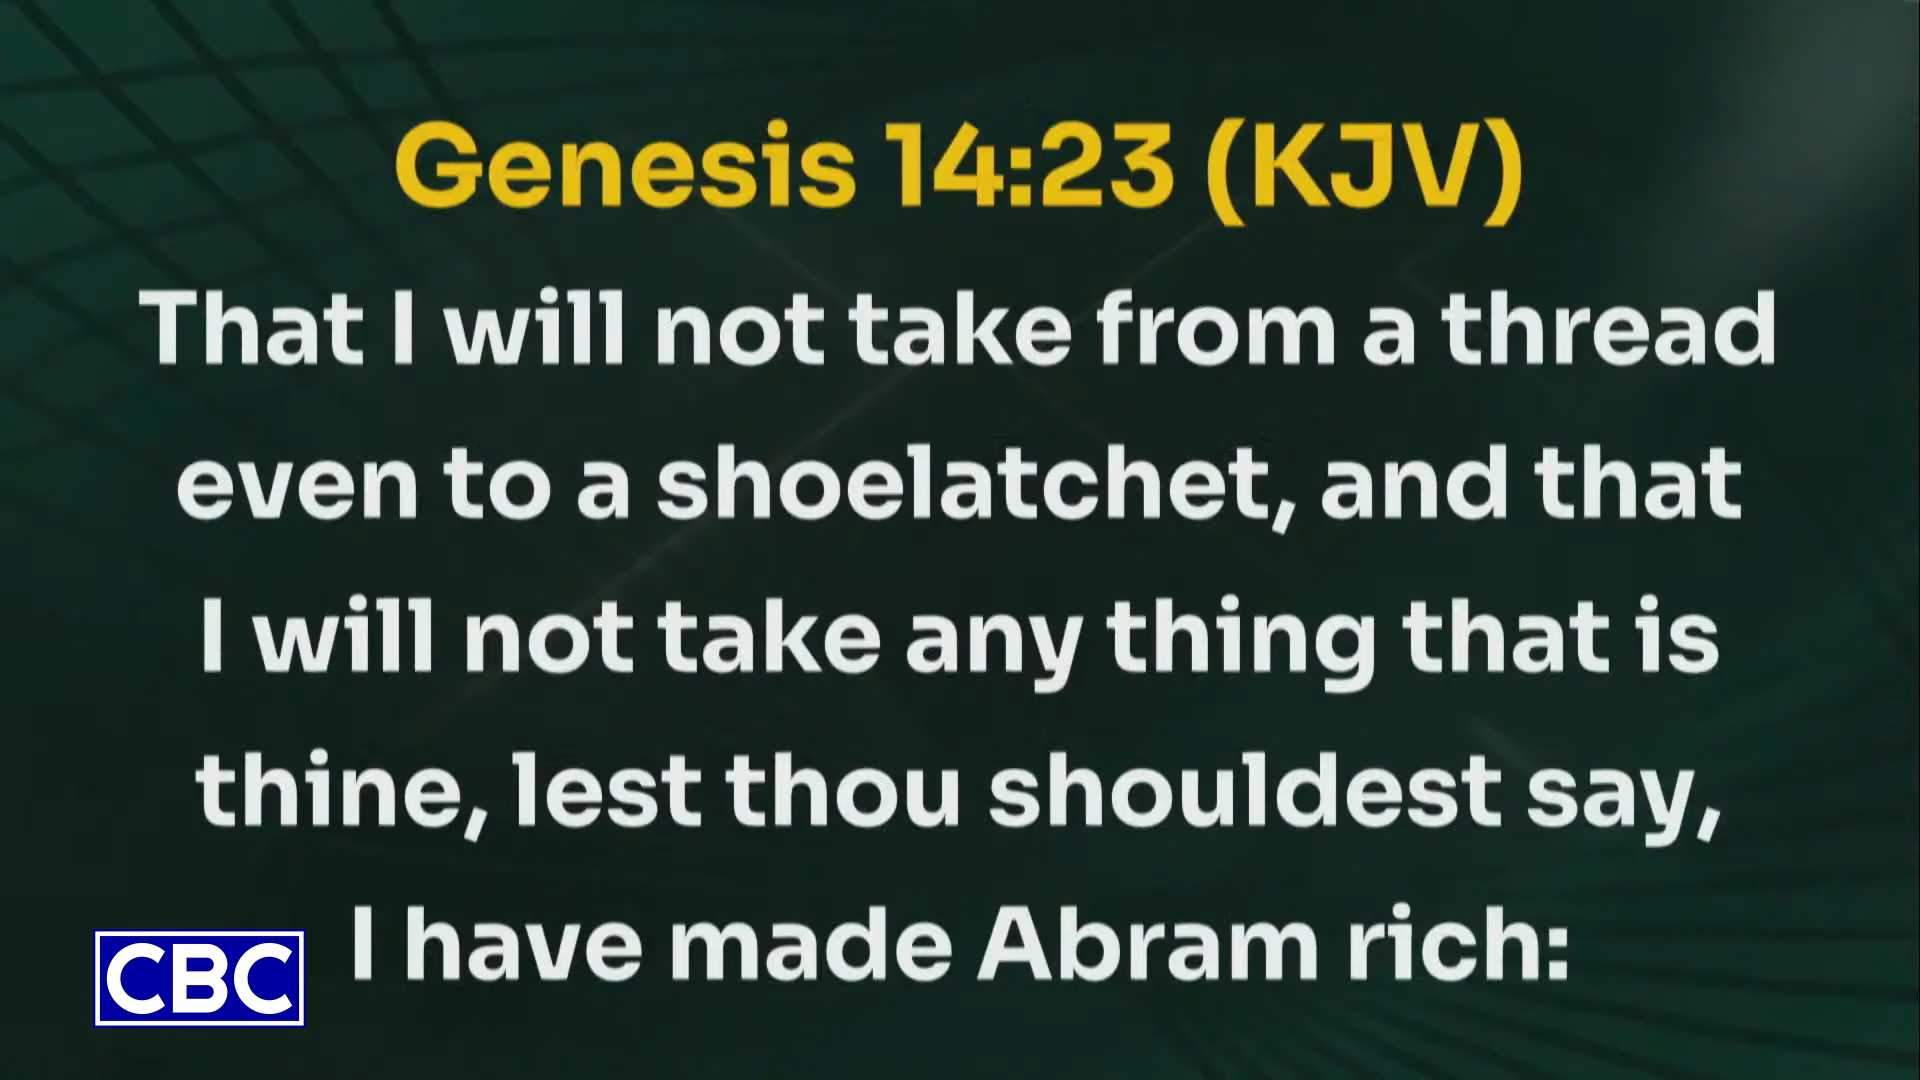 Genesis 14:23 (KJV)
That I will not take from a thread
even to a shoelatchet, and that
I will not take any thing that is
thine, lest thou shouldest say,
I have made Abram rich:
CBC